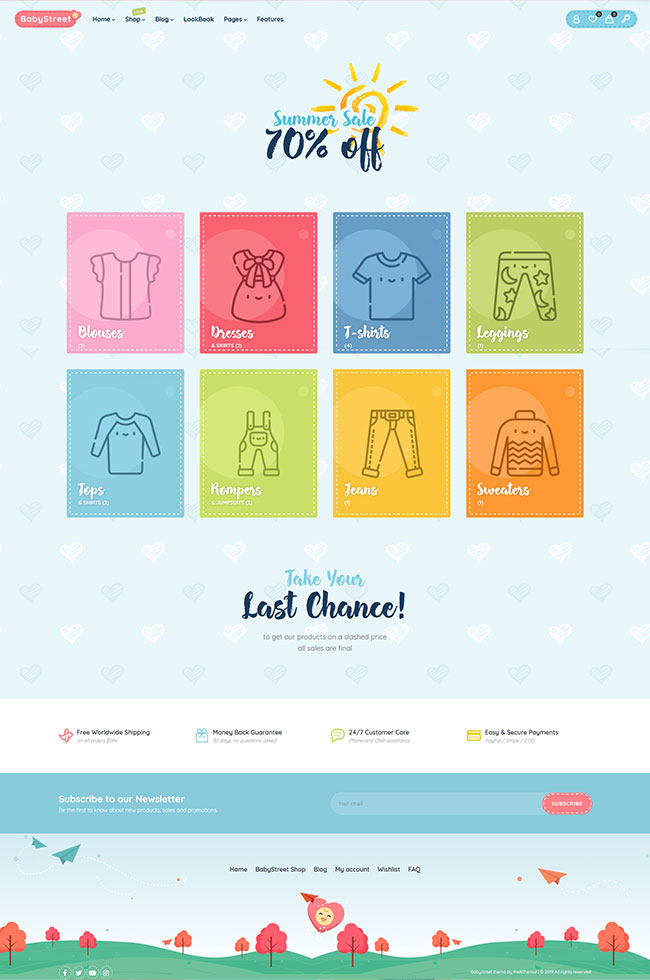 BabyStreet
Home Shop Blog LookBook Pages Features
0 0
Summer Sale
70% off
Blouses
Dresses
& SKIRTS (2)
T-shirts
(4)
Leggings
(1)
Tops
& SHIRTS (3)
Rompers
& JUMPSUITS (3)
Jeans
(1)
Sweaters
(1)
Take Your
Last Chance!
to get our products on a slashed price
all sales are final
Free Worldwide Shipping
on all orders $99+
Money Back Guarantee
30 days, no questions asked
24/7 Customer Care
Phone and Chat assistance
Easy & Secure Payments
PayPal / Stripe / COD
Subscribe to our Newsletter
Be the first to know about new products, sales and promotions.
Your email
SUBSCRIBE
Home BabyStreet Shop Blog My account Wishlist FAQ
BabyStreet theme by theAlThemist | © 2019 All rights reserved!